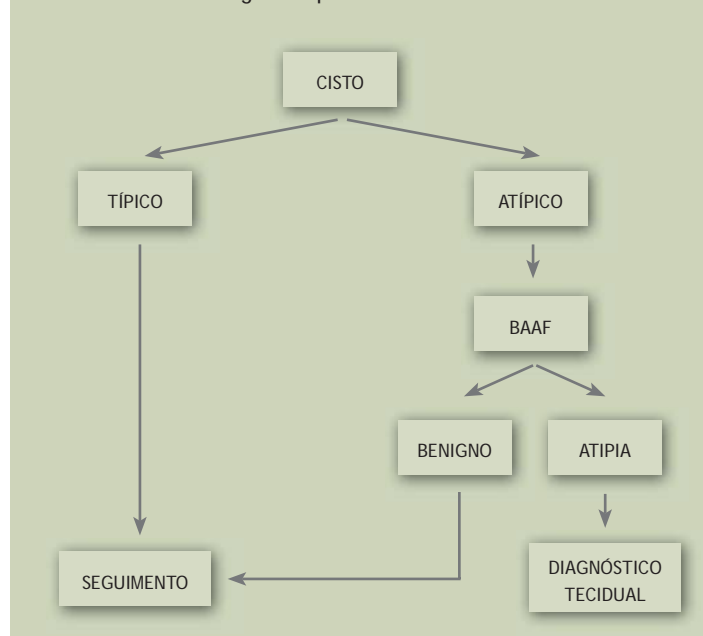 CISTO
TÍPICO
ATÍPICO
BAAF
BENIGNO
ATIPIA
SEGUIMENTO
DIAGNÓSTICO
TECIDUAL